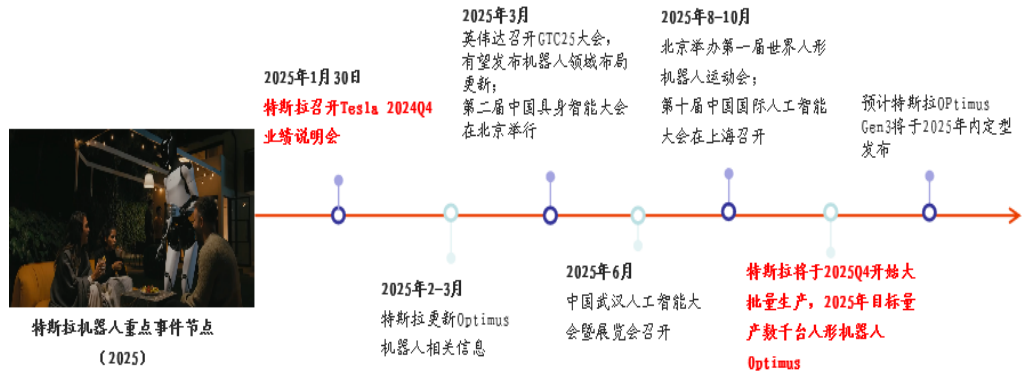 2025年1月30日
特斯拉召开Tesla 2024Q4
业绩说明会
2025年2-3月
特斯拉更新Optimus
机器人相关信息
2025年3月
英伟达召开GTC25大会，
有望发布机器人领域布局
更新；
第二届中国具身智能大会
在北京举行
2025年6月
中国武汉人工智能大
会暨展览会召开
2025年8-10月
北京举办第一届世界人形
机器人运动会；
第十届中国国际人工智能
大会在上海召开
特斯拉将于2025Q4开始大
批量生产，2025年目标量
产数千台人形机器人
Optimus
预计特斯拉OPtimus
Gen3将于2025年内定型
发布
特斯拉机器人重点事件节点
（2025）